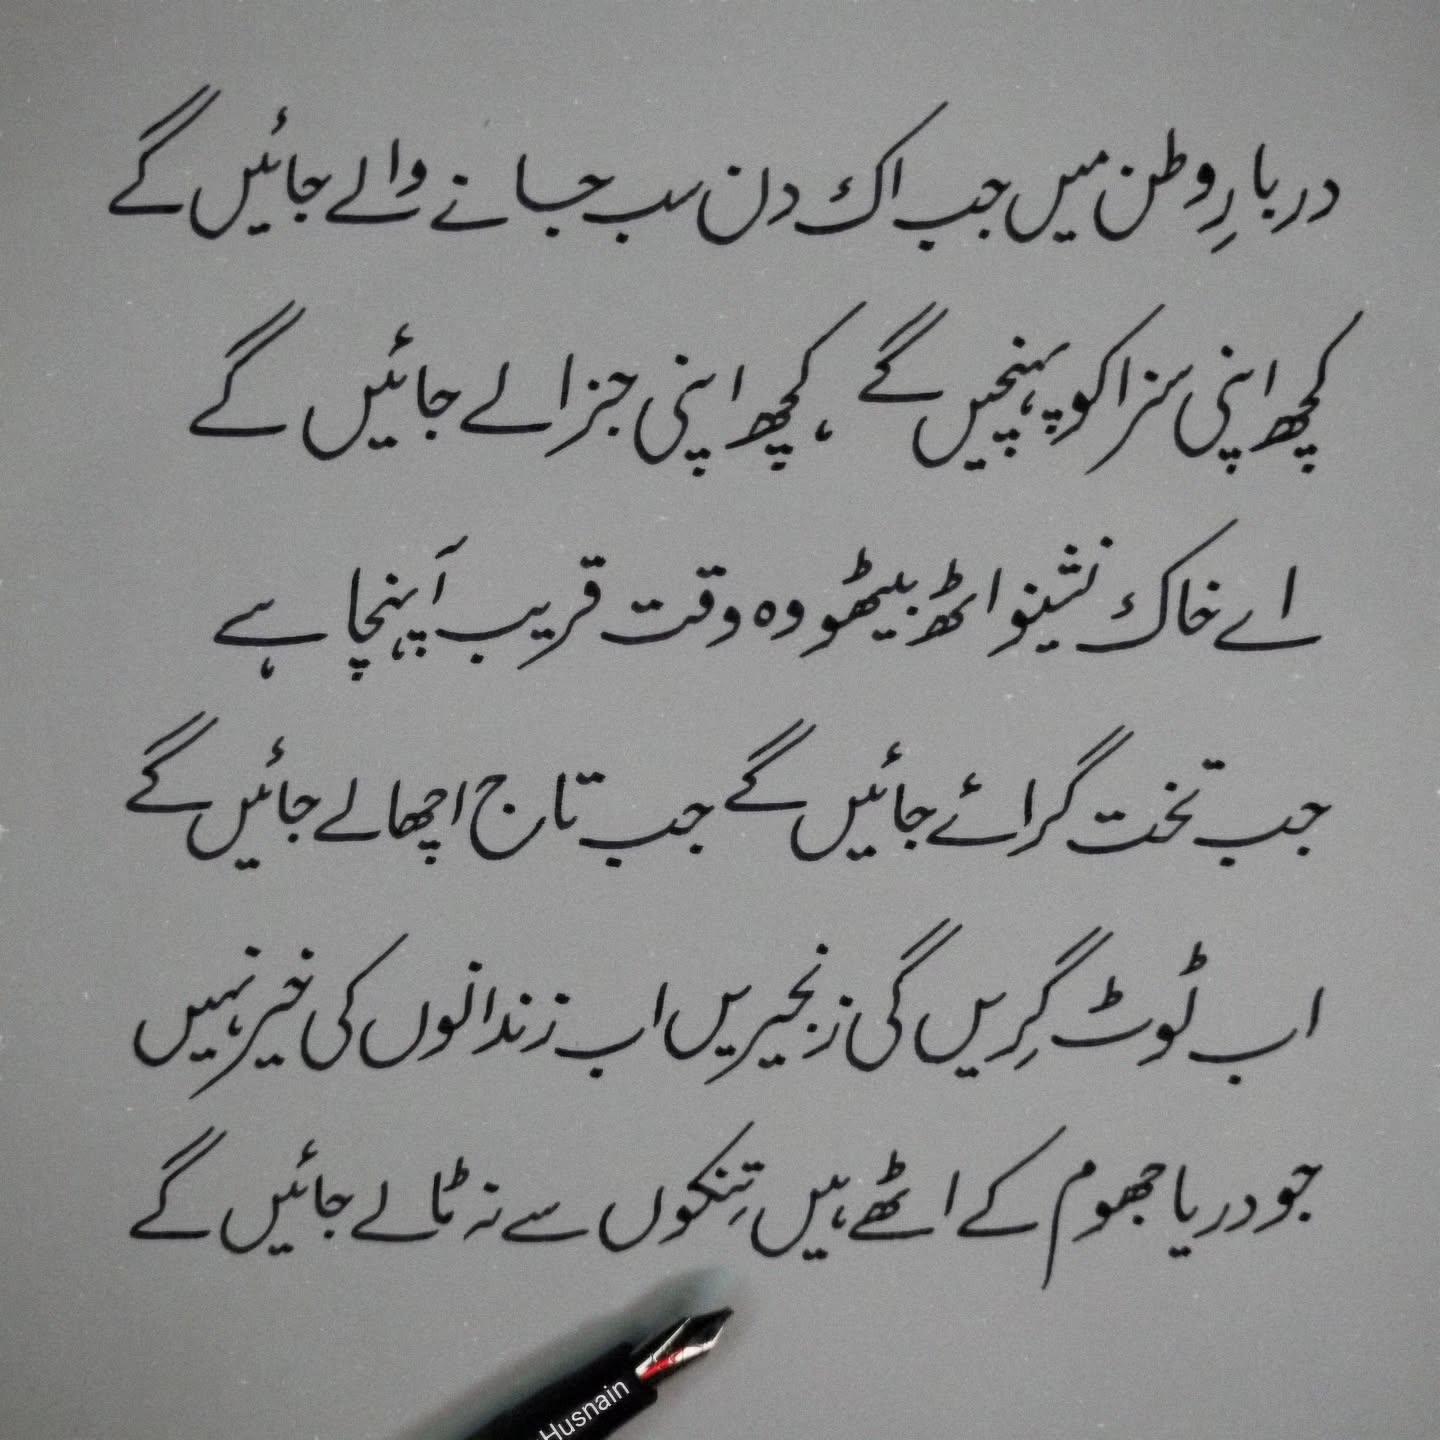 دربارِ وطن میں جب اک دن سب جانے والے جائیں گے
کچھ اپنی سزا کو پہنچیں گے ، کچھ اپنی جزا لے جائیں گے
اے خاک نشینو اٹھ بیٹھو وہ وقت قریب آپہنچا ہے
جب تخت گرائے جائیں گے جب تاج اچھالے جائیں گے
اب ٹوٹ گِریں گی زنجیریں اب زندانوں کی خیر نہیں
جو دریا جھوم کے اٹھے ہیں تِنکوں سے نہ ٹالے جائیں گے
Husnain